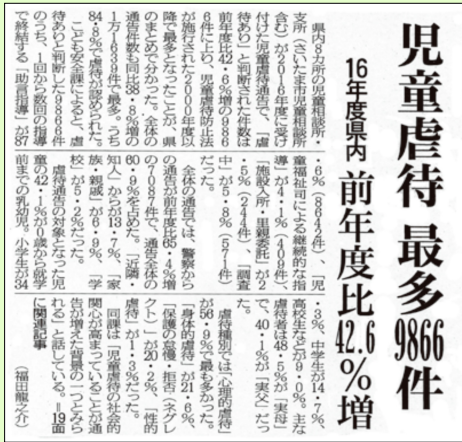 児童虐待 最多9866件
16年度県内 前年度比42.6%増
県内8カ所の児童相談所・
支所(さいたま市児童相談所
含む)が2016年度に受け
付けた児童虐待通告で、「虐
待あり」と判断された件数は
前年度比42・6%増の986
6件に上り、児童虐待防止法
が施行された2000年度以
降で最多となったことが、県
のまとめで分かった。全体の
通告件数も同比38・8%増の
1万1639件で最多。うち
84・8%で虐待が認められた。
こども安全課によると、虐
待ありと判断した9866件
のうち、1回から数回の指導
で終結する「助言指導」が87
・6%(8642件)、「児
童福祉司による継続的な指
導」が4・1%(409件)、
「施設入所・里親委託」が2
・5%(244件)、「調査
中」が5・8%(571件)
だった。
全体の通告では、警察から
の通告が前年度比65・4%増
の7087件で、通告全体の
60・9%を占めた。「近隣・
知人」からが13・7%、「家
族・親戚」が6・9%、「学
校」が5・2%だった。
虐待通告の対象となった児
童の42・1%が0歳から就学
前までの乳幼児。小学生が34
・3%、中学生が14・7%、
高校生などが9・0%。主な
虐待者は48・5%が「実母」
で、40・1%が「実父」だっ
た。
虐待種別では「心理的虐待」
が56・9%で最も多かった。
「身体的虐待」が21・6%、
「保護の怠慢・拒否(ネグレ
クト)」が20・2%、「性的
虐待」が1・3%だった。
同課は「児童虐待の社会的
関心が高まっていることが通
告が増えた背景の一つとみら
れる」と話している。=19面
に関連記事
(福田龍之介)